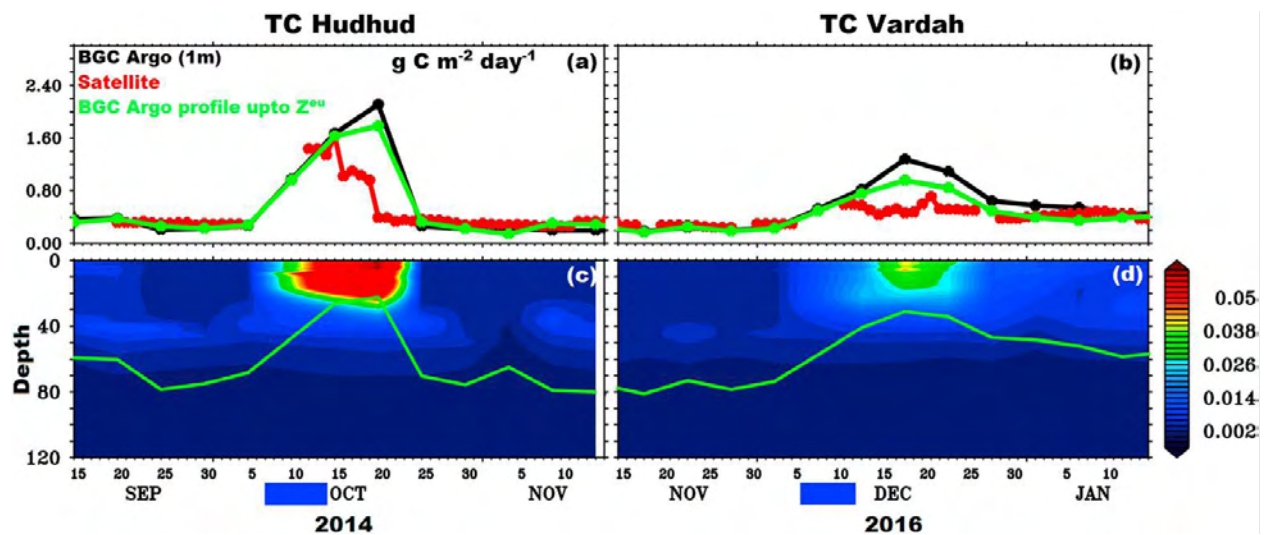 TC Hudhud
TC Vardah
BGC Argo (1m)
g C m-2 day-1
(a)
(b)
Satellite
BGC Argo profile upto Zeu
2.40
1.60
0.80
0.00
(c)
(d)
0
40
80
120
Depth
0.05
0.038
0.026
0.014
0.002
15 20 25 30 5 10 15 20 25 30 5 10
15 20 25 30 5 10 15 20 25 30 5 10
SEP OCT NOV
NOV DEC JAN
2014
2016